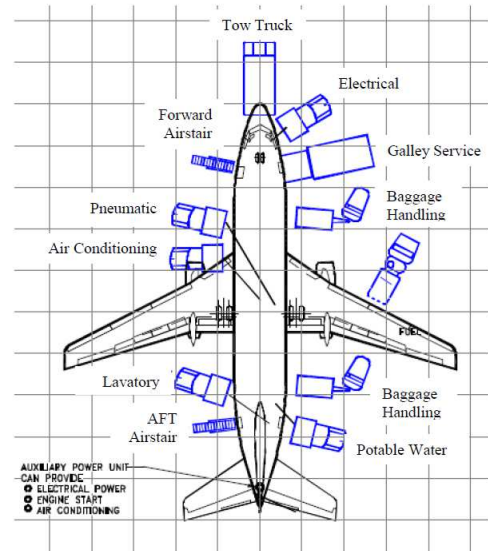 Tow Truck
Electrical
Forward
Airstair
Galley Service
Pneumatic
Baggage
Handling
Air Conditioning
FUEL
Lavatory
Baggage
Handling
AFT
Airstair
Potable Water
AUXILIARY POWER UNIT
CAN PROVIDE
ELECTRICAL POWER
ENGINE START
AIR CONDITIONING